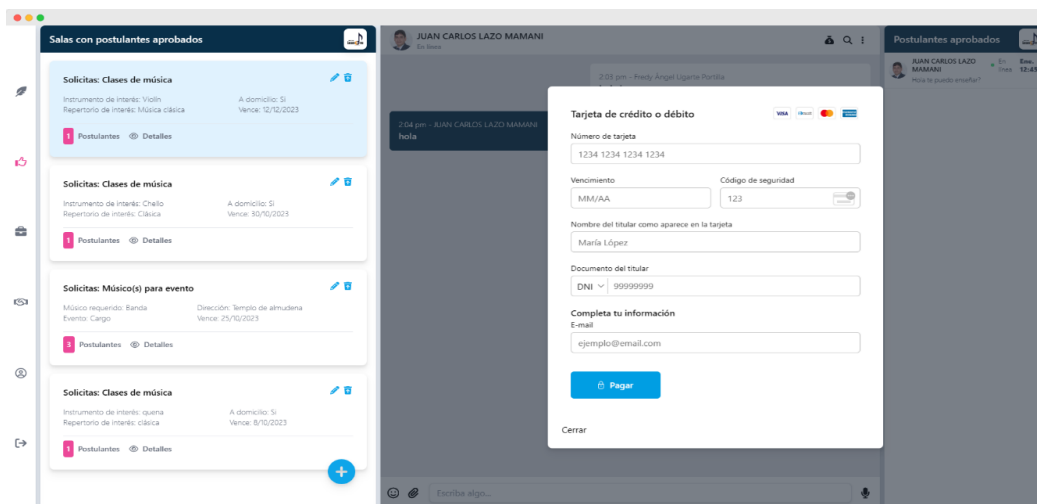 Salas con postulantes aprobados
Solicitas: Clases de música
Instrumento de interés: Violín
A domicilio: Si
Repertorio de interés: Música clásica
Vence: 12/12/2023
1 Postulantes Detalles
Solicitas: Clases de música
Instrumento de interés: Chello
A domicilio: Si
Repertorio de interés: Clásica
Vence: 30/10/2023
1 Postulantes Detalles
Solicitas: Músico(s) para evento
Músico requerido: Banda
Dirección: Templo de almudena
Evento: Cargo
Vence: 25/10/2023
3 Postulantes Detalles
Solicitas: Clases de música
Instrumento de interés: quena
A domicilio: Si
Repertorio de interés: clásica
Vence: 8/10/2023
1 Postulantes Detalles
+
JUAN CARLOS LAZO MAMANI
En línea
2:03 pm - Fredy Ángel Ugarte Portilla
2:04 pm - JUAN CARLOS LAZO MAMANI
hola
Tarjeta de crédito o débito
VISA
Número de tarjeta
1234 1234 1234 1234
Vencimiento
Código de seguridad
MM/AA
123
Nombre del titular como aparece en la tarjeta
María López
Documento del titular
DNI 99999999
Completa tu información
E-mail
ejemplo@email.com
Pagar
Cerrar
Escriba algo...
Postulantes aprobados
JUAN CARLOS LAZO
MAMANI
En
línea
Ene.
12:43
Hola te puedo enseñar?